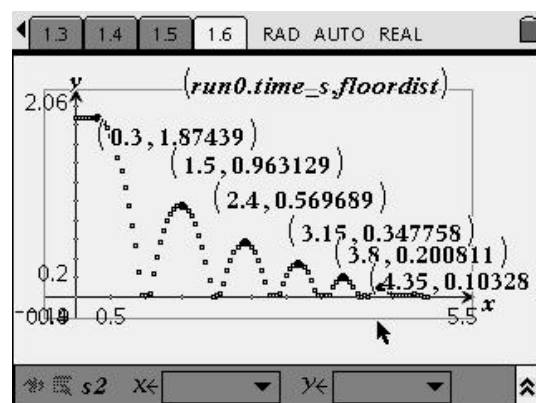 1.3 1.4 1.5 1.6 RAD AUTO REAL
y
(run0.time_s,floordist)
2.06
(0.3,1.87439)
(1.5,0.963129)
(2.4,0.569689)
(3.15,0.347758)
(3.8,0.200811)
(4.35,0.10328)
0.2
0.5
5.5 x
s2 x← y←